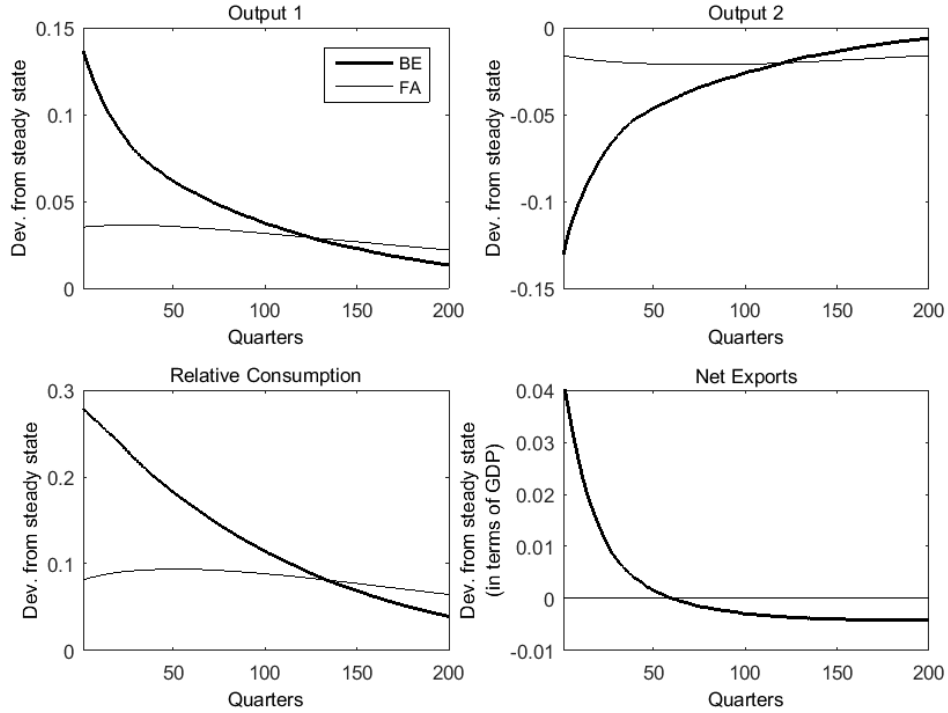 Output 1
Dev. from steady state
0.15
0.1
0.05
0
BE
FA
50
100
150
200
Quarters
Output 2
Dev. from steady state
0
-0.05
-0.1
-0.15
50
100
150
200
Quarters
Relative Consumption
Dev. from steady state
0.3
0.2
0.1
0
50
100
150
200
Quarters
Net Exports
Dev. from steady state
(in terms of GDP)
0.04
0.03
0.02
0.01
0
-0.01
50
100
150
200
Quarters